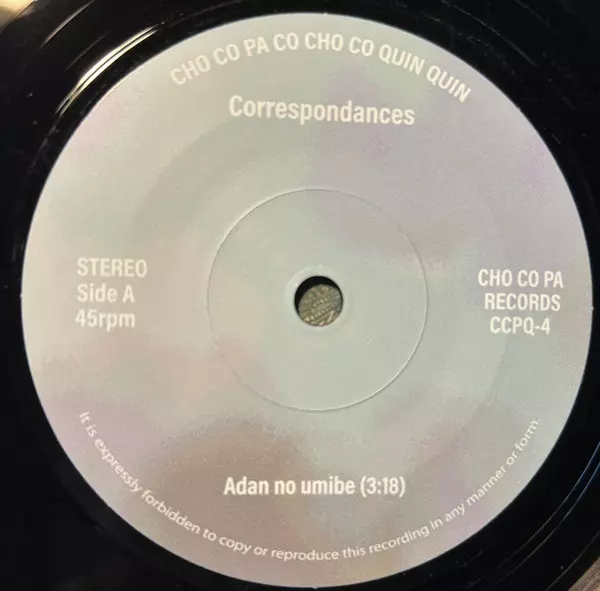 CHO CO PA CO CHO CO QUIN QUIN
Correspondances
STEREO
Side A
45rpm
CHO CO PA
RECORDS
CCPQ-4
Adan no umibe (3:18)
It is expressly forbidden to copy or reproduce this recording in any manner or form.